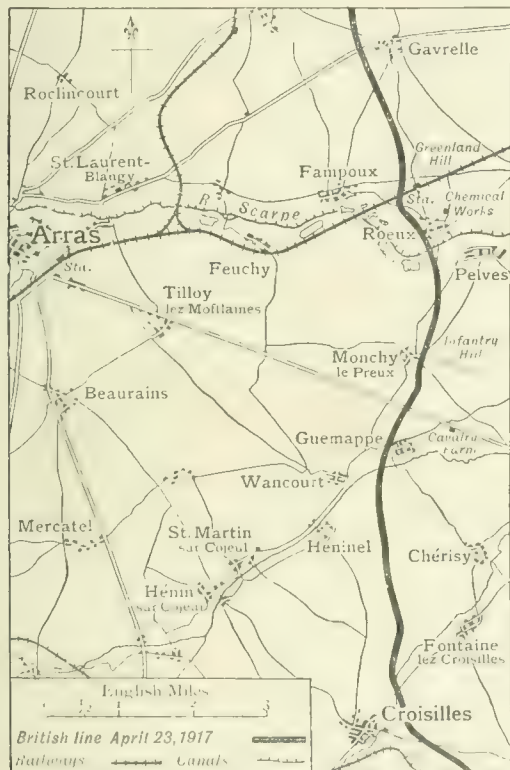 Gavrelle
Roclincourt
Greenland
Hill
St. Laurent-
Blangy
Fampoux
Sta.
Chemical
Works
R. Scarpe
Arras
Roeux
Sta.
Feuchy
Pelves
Tilloy
lez Mofflaines
Infantry
Hill
Monchy
le Preux
Beaurains
Guemappe
Cavalry
Farm
Wancourt
Mercatel
St. Martin
sur Cojeul
Heninel
Chérisy
Hénin
sur Cojeul
Fontaine
lez Croisilles
English Miles
Croisilles
British line April 23, 1917
Railways
Canals